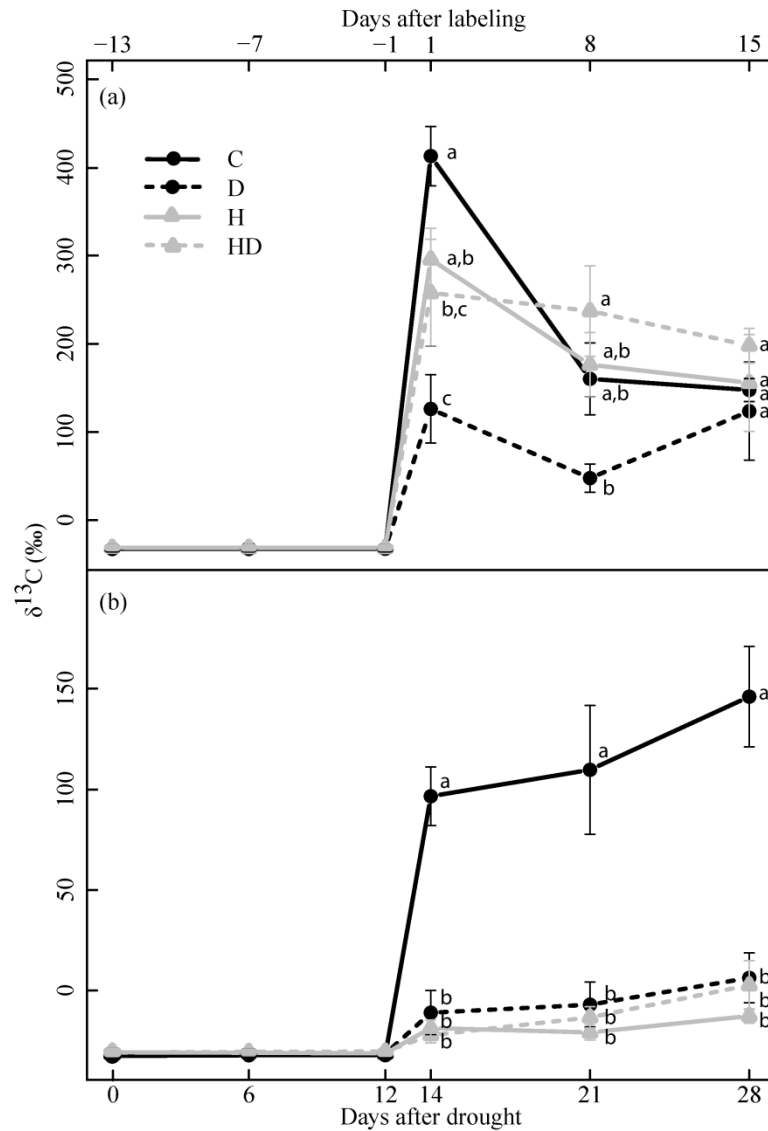 Days after labeling
−13 −7 −1 1 8 15
(a)
500
400
300
200
100
0
C
D
H
HD
a
a,b
b,c
c
a
a,b
a,b
b
a
a
a
a
δ13C (‰)
(b)
150
100
50
0
a
a
a
b
b
b
b
b
b
b
b
b
0 6 12 14 21 28
Days after drought